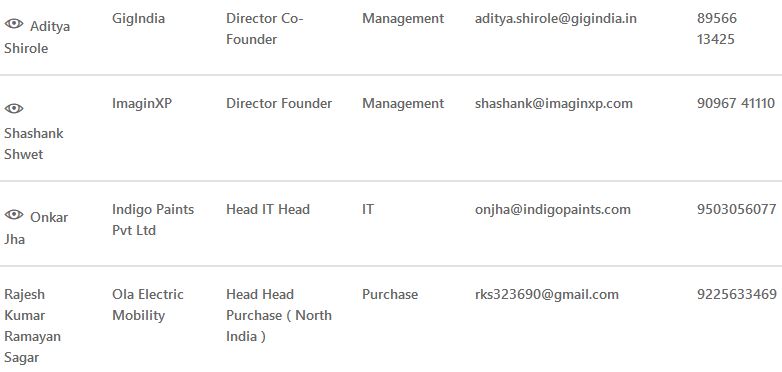 Aditya Shirole GigIndia Director Co-Founder Management aditya.shirole@gigindia.in 89566 13425
Shashank Shwet ImaginXP Director Founder Management shashank@imaginxp.com 90967 41110
Onkar Jha Indigo Paints Pvt Ltd Head IT Head IT onjha@indigopaints.com 9503056077
Rajesh Kumar Ramayan Sagar Ola Electric Mobility Head Head Purchase ( North India ) Purchase rks323690@gmail.com 9225633469